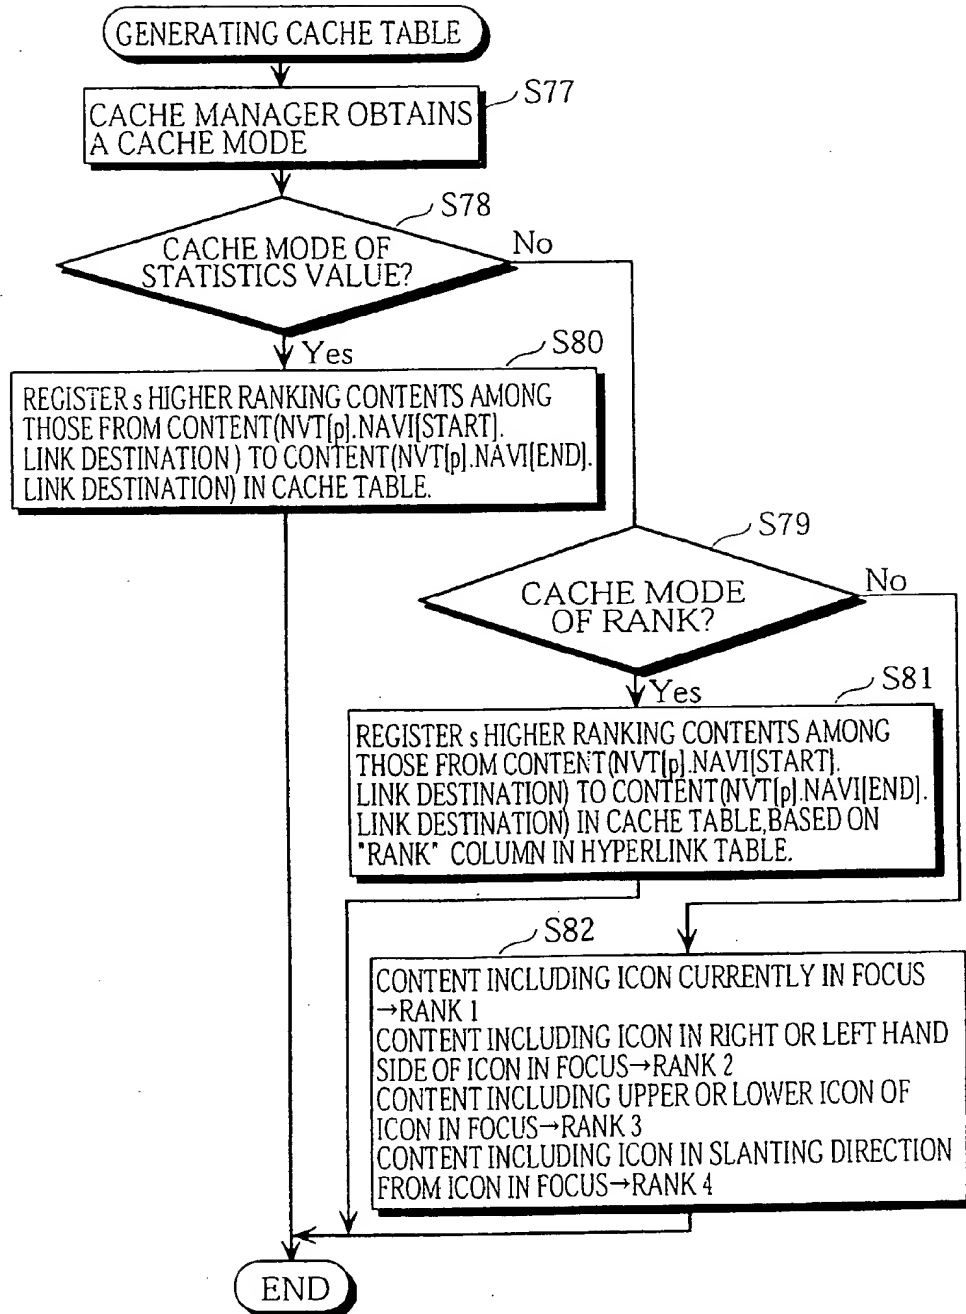 GENERATING CACHE TABLE
S77
CACHE MANAGER OBTAINS
A CACHE MODE
S78
CACHE MODE OF
STATISTICS VALUE?
No
Yes
S80
REGISTER s HIGHER RANKING CONTENTS AMONG
THOSE FROM CONTENT(NVT[p].NAVI[START].
LINK DESTINATION ) TO CONTENT(NVT[p].NAVI[END].
LINK DESTINATION) IN CACHE TABLE.
S79
CACHE MODE
OF RANK?
No
Yes
S81
REGISTER s HIGHER RANKING CONTENTS AMONG
THOSE FROM CONTENT(NVT[p].NAVI[START].
LINK DESTINATION) TO CONTENT(NVT[p].NAVI[END].
LINK DESTINATION) IN CACHE TABLE,BASED ON
"RANK" COLUMN IN HYPERLINK TABLE.
S82
CONTENT INCLUDING ICON CURRENTLY IN FOCUS
→RANK 1
CONTENT INCLUDING ICON IN RIGHT OR LEFT HAND
SIDE OF ICON IN FOCUS→RANK 2
CONTENT INCLUDING UPPER OR LOWER ICON OF
ICON IN FOCUS→RANK 3
CONTENT INCLUDING ICON IN SLANTING DIRECTION
FROM ICON IN FOCUS→RANK 4
END